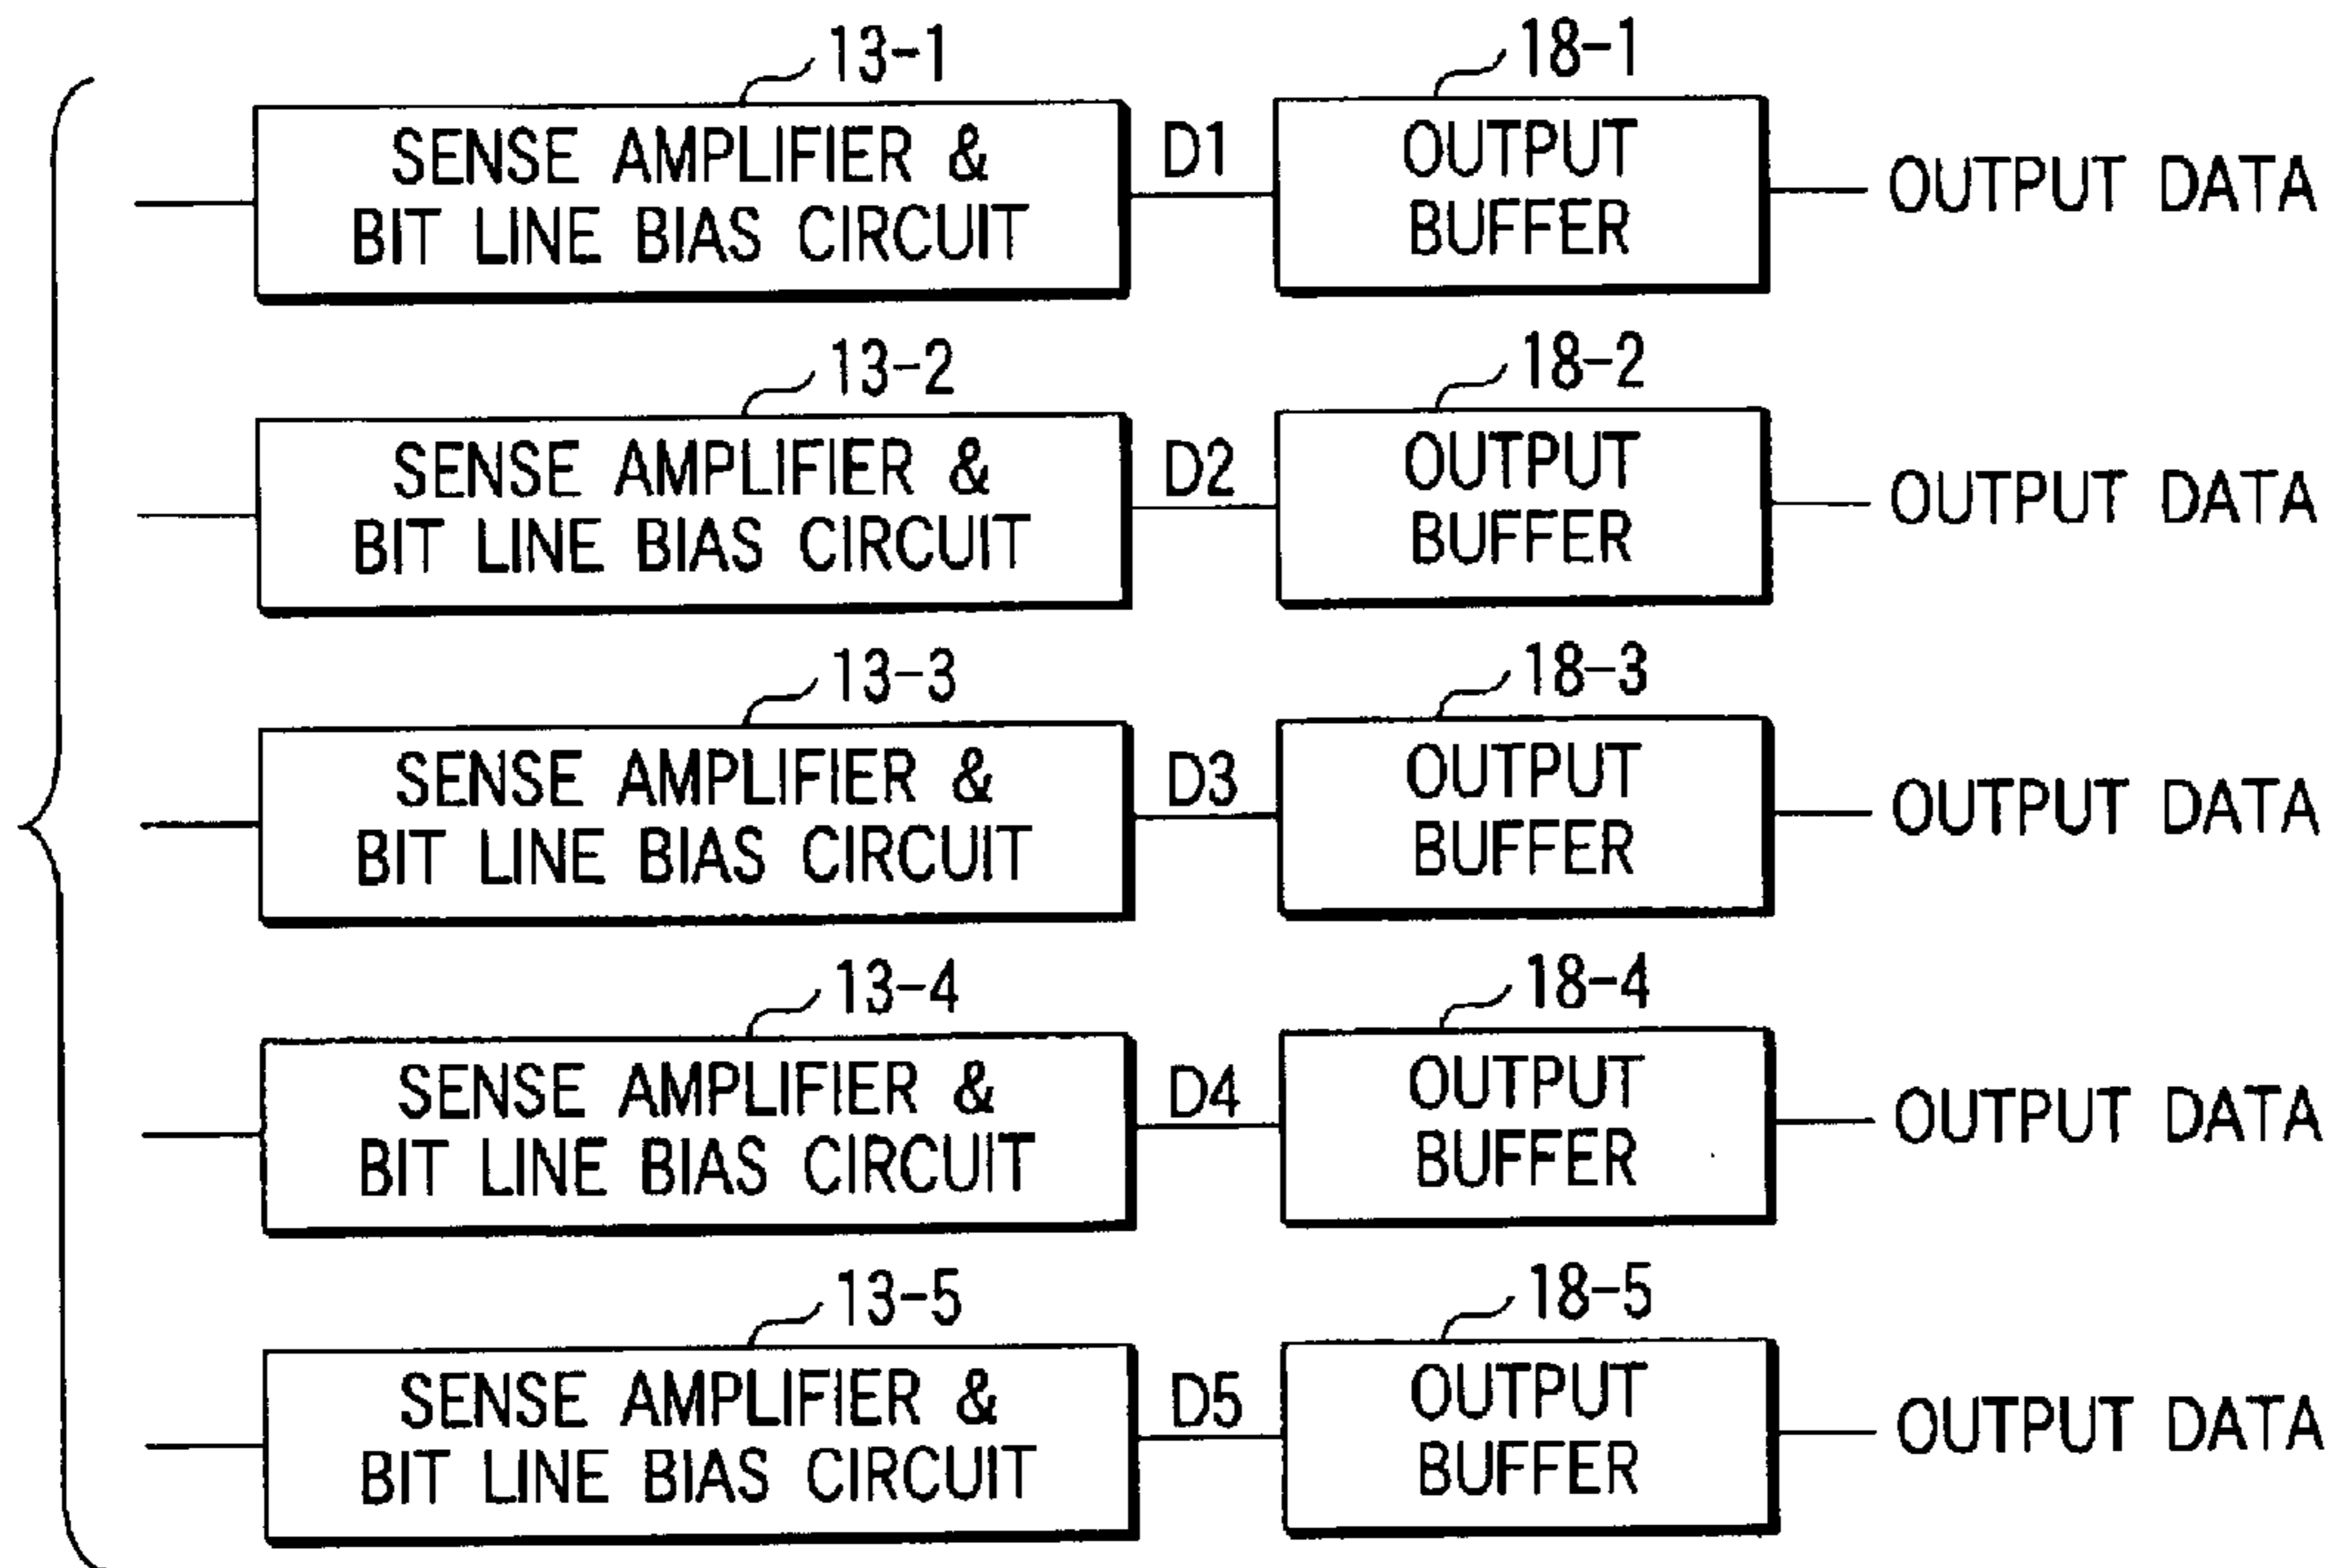 13-1 18-1
SENSE AMPLIFIER & D1 OUTPUT
BIT LINE BIAS CIRCUIT BUFFER OUTPUT DATA
13-2 18-2
SENSE AMPLIFIER & D2 OUTPUT
BIT LINE BIAS CIRCUIT BUFFER OUTPUT DATA
13-3 18-3
SENSE AMPLIFIER & D3 OUTPUT
BIT LINE BIAS CIRCUIT BUFFER OUTPUT DATA
13-4 18-4
SENSE AMPLIFIER & D4 OUTPUT
BIT LINE BIAS CIRCUIT BUFFER OUTPUT DATA
13-5 18-5
SENSE AMPLIFIER & D5 OUTPUT
BIT LINE BIAS CIRCUIT BUFFER OUTPUT DATA